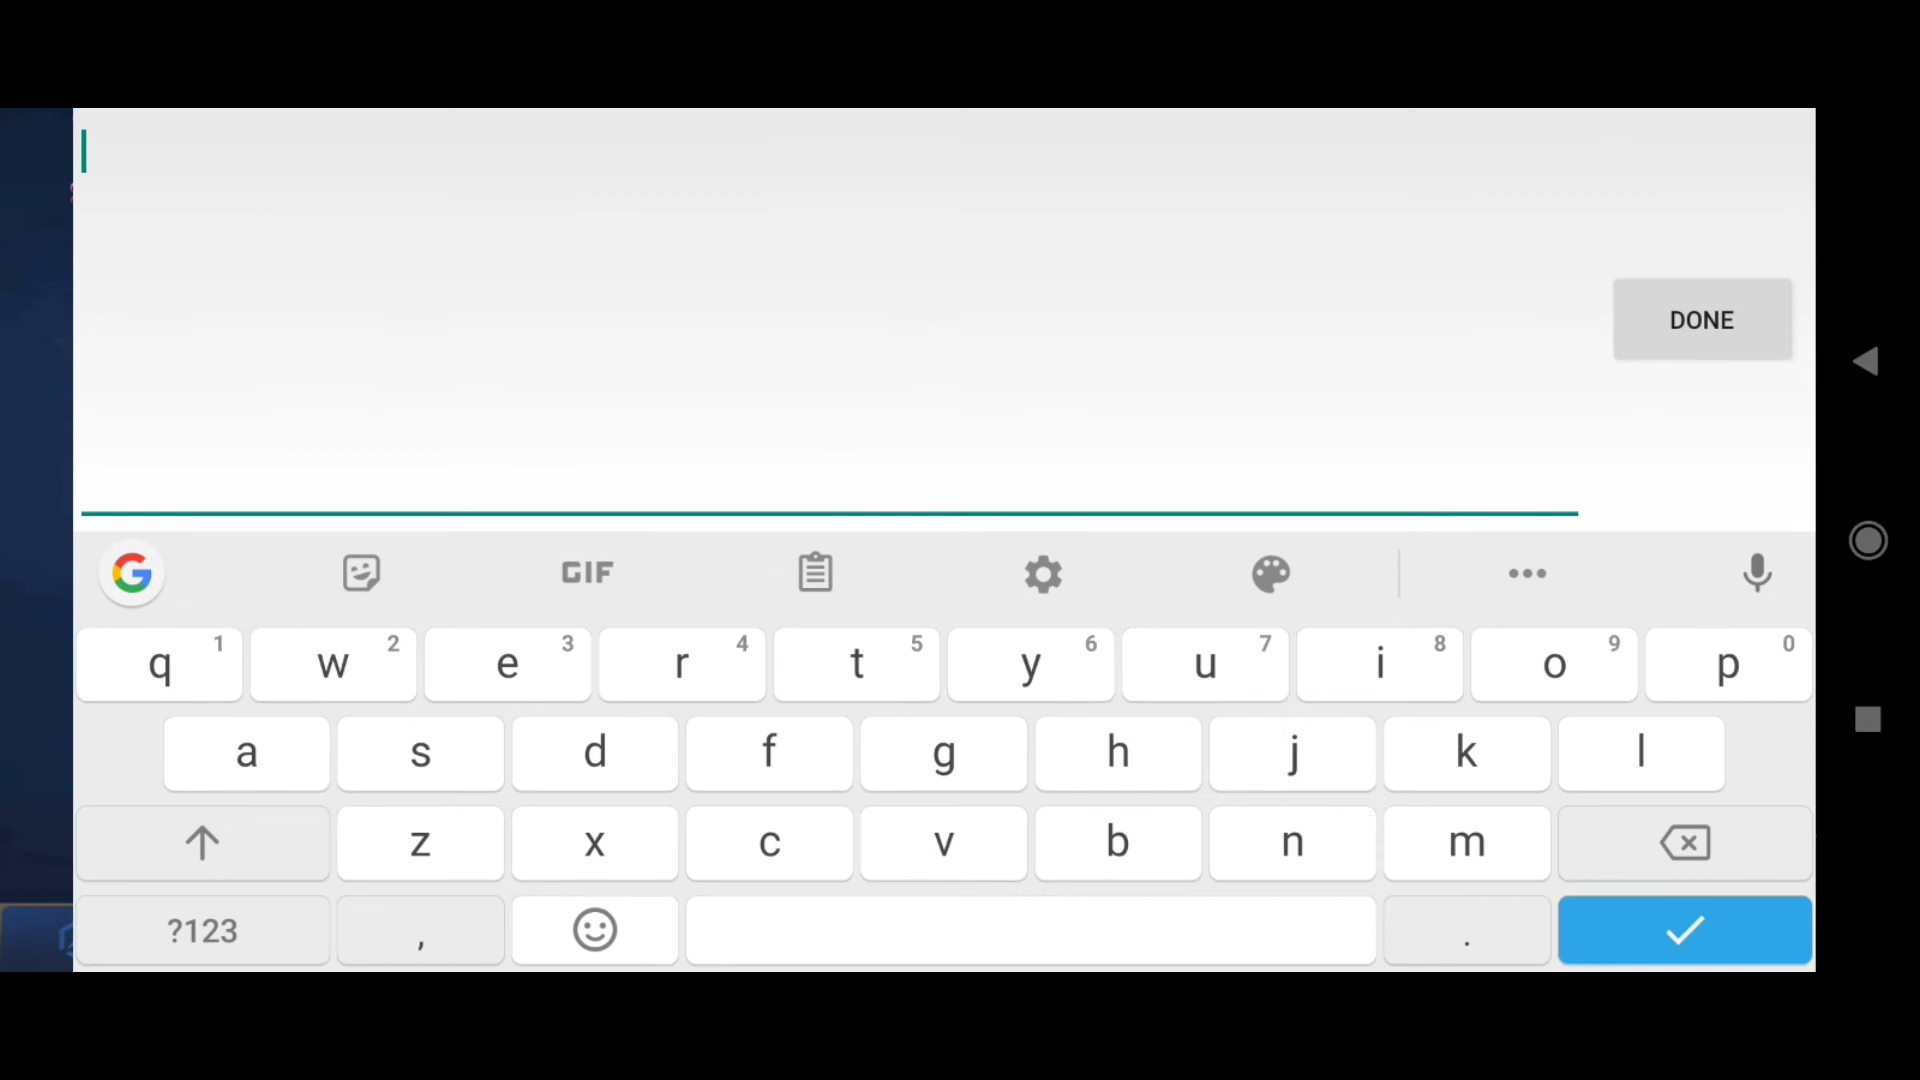 DONE
G GIF
q 1 w 2 e 3 r 4 t 5 y 6 u 7 i 8 o 9 p 0
a s d f g h j k l
z x c v b n m
?123 , .